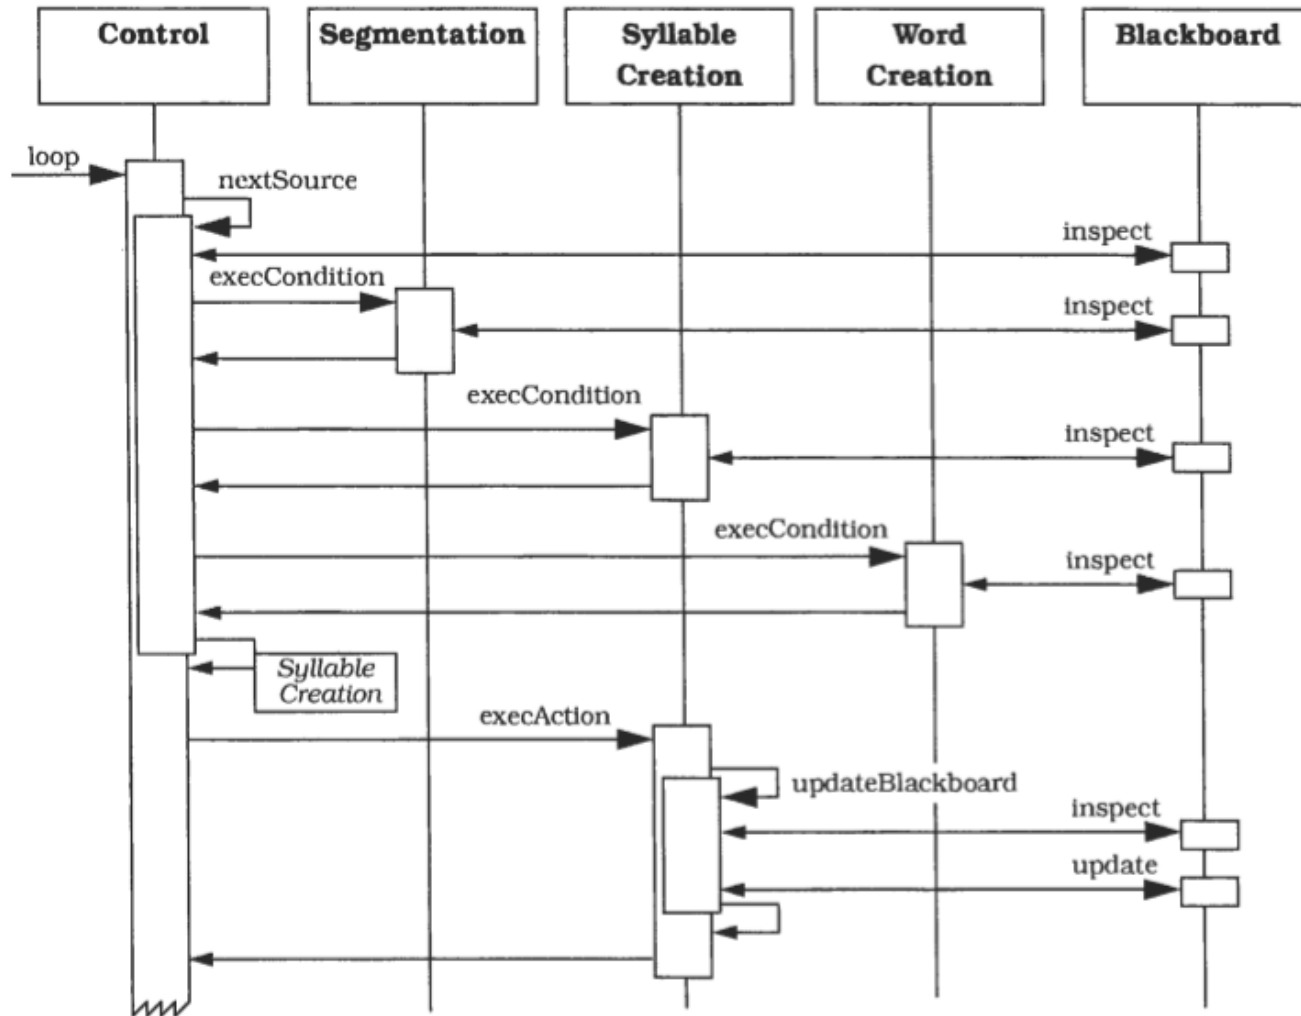 Control
Segmentation
Syllable
Creation
Word
Creation
Blackboard
loop
nextSource
inspect
execCondition
inspect
execCondition
inspect
execCondition
inspect
Syllable
Creation
execAction
updateBlackboard
inspect
update